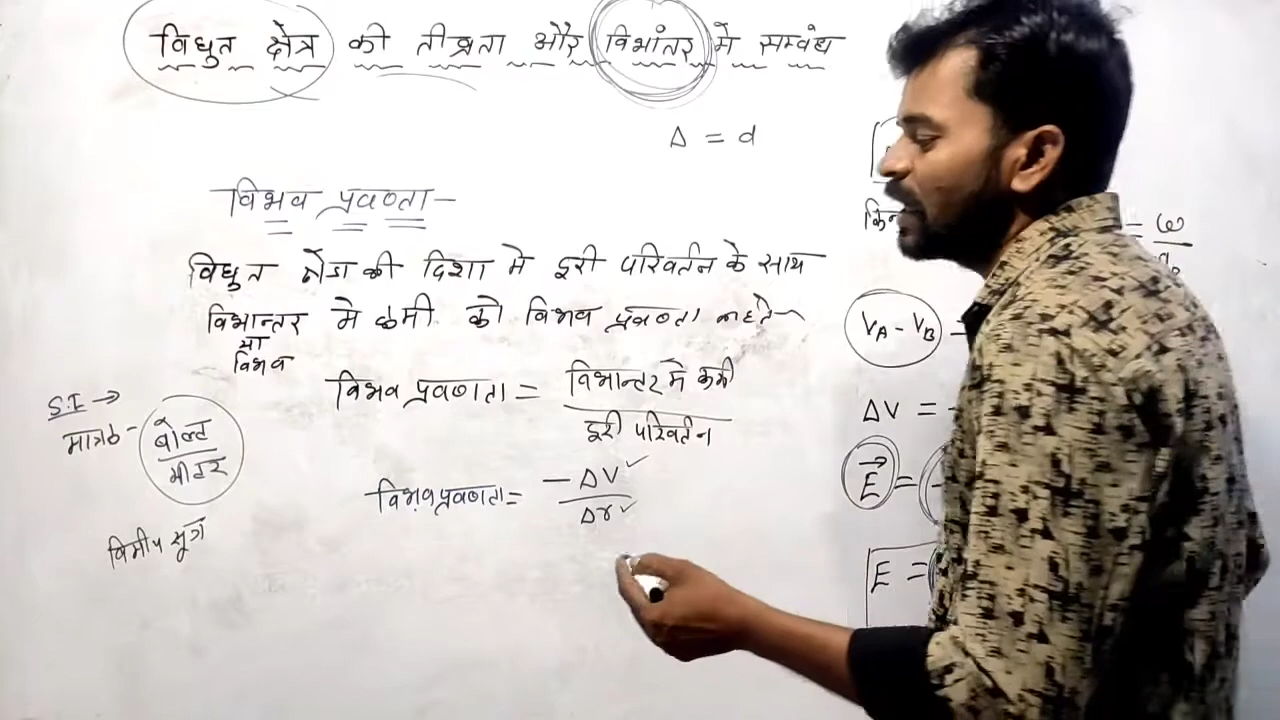 विधुत क्षेत्र की तीव्रता और विभांतर में सम्बंध
Δ = d
विभव प्रवणता-
विधुत क्षेत्र की दिशा में दूरी परिवर्तन के साथ
विभान्तर में कमी को विभव प्रवणता कहते
या
विभव
विभव प्रवणता = विभान्तर में कमी
दूरी परिवर्तन
S.I →
मात्रक - वोल्ट
मीटर
विभव प्रवणता = - ΔV
Δr
विमीय सूत्र
= ω
VA - VB =
ΔV = -
E⃗ =
E =